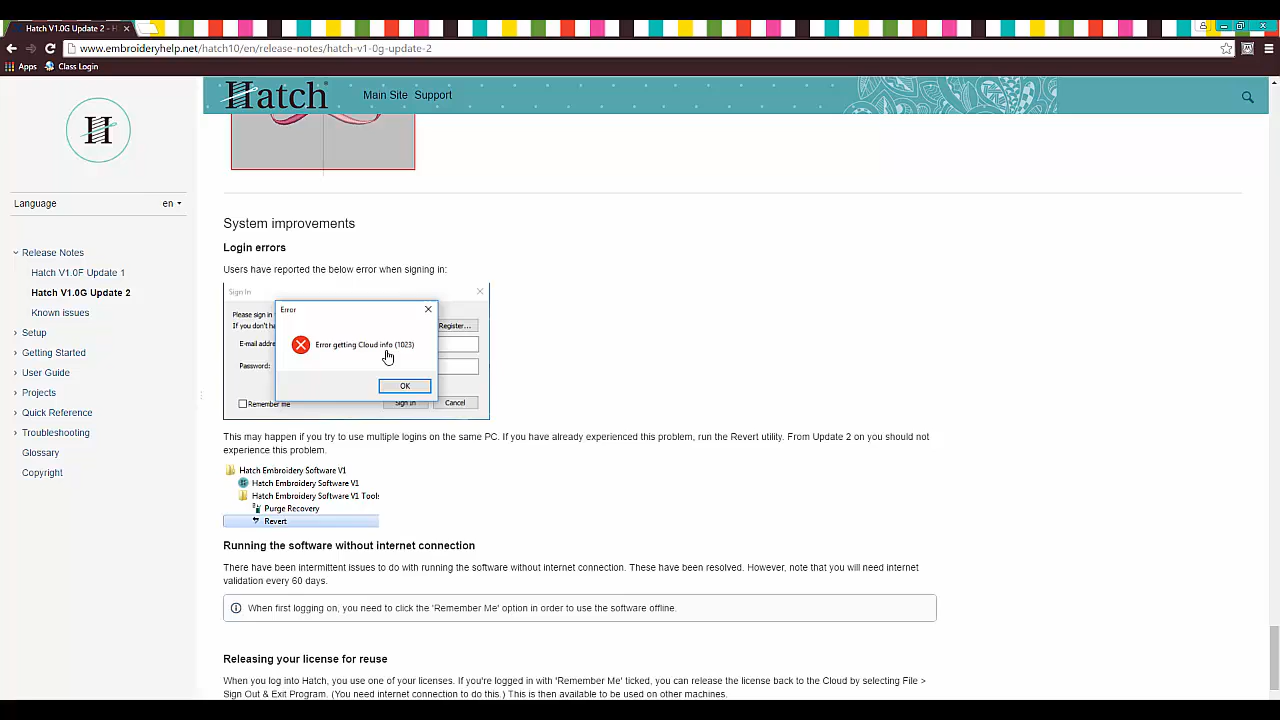 Hatch V1.0G Update 2 - H
www.embroideryhelp.net/hatch10/en/release-notes/hatch-v1-0g-update-2
Apps
Class Login
Hatch®
Main Site Support
H
Language en
Release Notes
Hatch V1.0F Update 1
Hatch V1.0G Update 2
Known issues
Setup
Getting Started
User Guide
Projects
Quick Reference
Troubleshooting
Glossary
Copyright
System improvements
Login errors
Users have reported the below error when signing in:
Sign In
Please sign in
If you don't ha
Register...
E-mail addre
Password:
Remember me
Sign In
Cancel
Error
Error getting Cloud info (1023)
OK
This may happen if you try to use multiple logins on the same PC. If you have already experienced this problem, run the Revert utility. From Update 2 on you should not
experience this problem.
Hatch Embroidery Software V1
Hatch Embroidery Software V1
Hatch Embroidery Software V1 Tools
Purge Recovery
Revert
Running the software without internet connection
There have been intermittent issues to do with running the software without internet connection. These have been resolved. However, note that you will need internet
validation every 60 days.
When first logging on, you need to click the 'Remember Me' option in order to use the software offline.
Releasing your license for reuse
When you log into Hatch, you use one of your licenses. If you're logged in with 'Remember Me' ticked, you can release the license back to the Cloud by selecting File >
Sign Out & Exit Program. (You need internet connection to do this.) This is then available to be used on other machines.